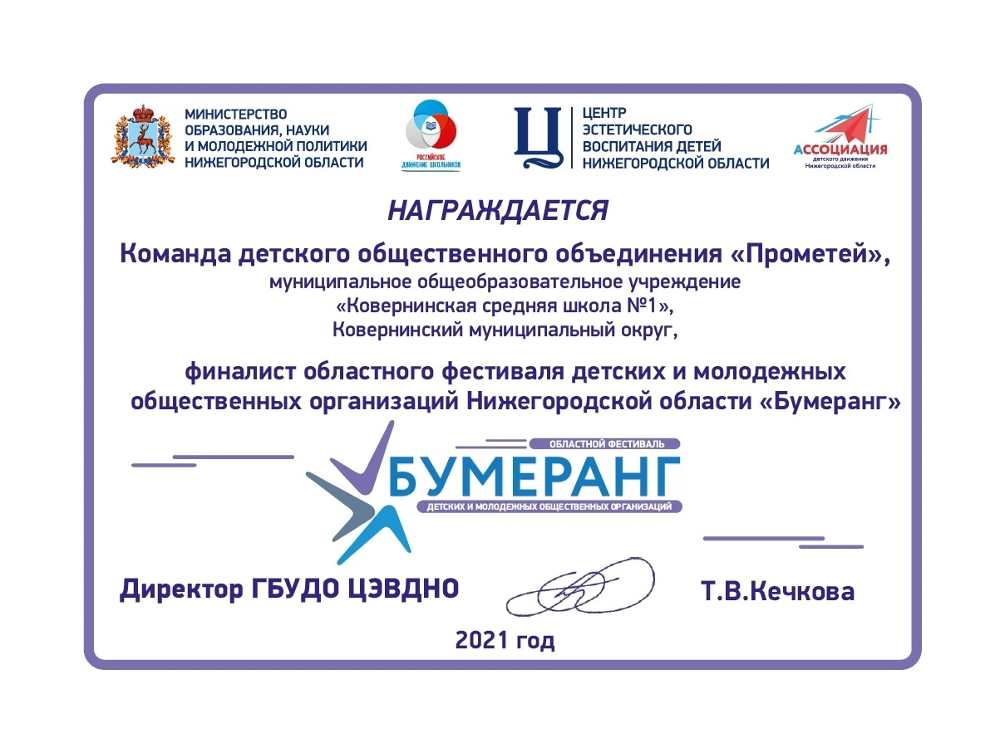 МИНИСТЕРСТВО
ОБРАЗОВАНИЯ, НАУКИ
И МОЛОДЕЖНОЙ ПОЛИТИКИ
НИЖЕГОРОДСКОЙ ОБЛАСТИ
РОССИЙСКОЕ
ДВИЖЕНИЕ ШКОЛЬНИКОВ
Ц
ЦЕНТР
ЭСТЕТИЧЕСКОГО
ВОСПИТАНИЯ ДЕТЕЙ
НИЖЕГОРОДСКОЙ ОБЛАСТИ
АССОЦИАЦИЯ
детского движения
Нижегородской области
НАГРАЖДАЕТСЯ
Команда детского общественного объединения «Прометей»,
муниципальное общеобразовательное учреждение
«Ковернинская средняя школа №1»,
Ковернинский муниципальный округ,
финалист областного фестиваля детских и молодежных
общественных организаций Нижегородской области «Бумеранг»
ОБЛАСТНОЙ ФЕСТИВАЛЬ
БУМЕРАНГ
ДЕТСКИХ И МОЛОДЕЖНЫХ ОБЩЕСТВЕННЫХ ОРГАНИЗАЦИЙ
Директор ГБУДО ЦЭВДНО
Т.В.Кечкова
2021 год